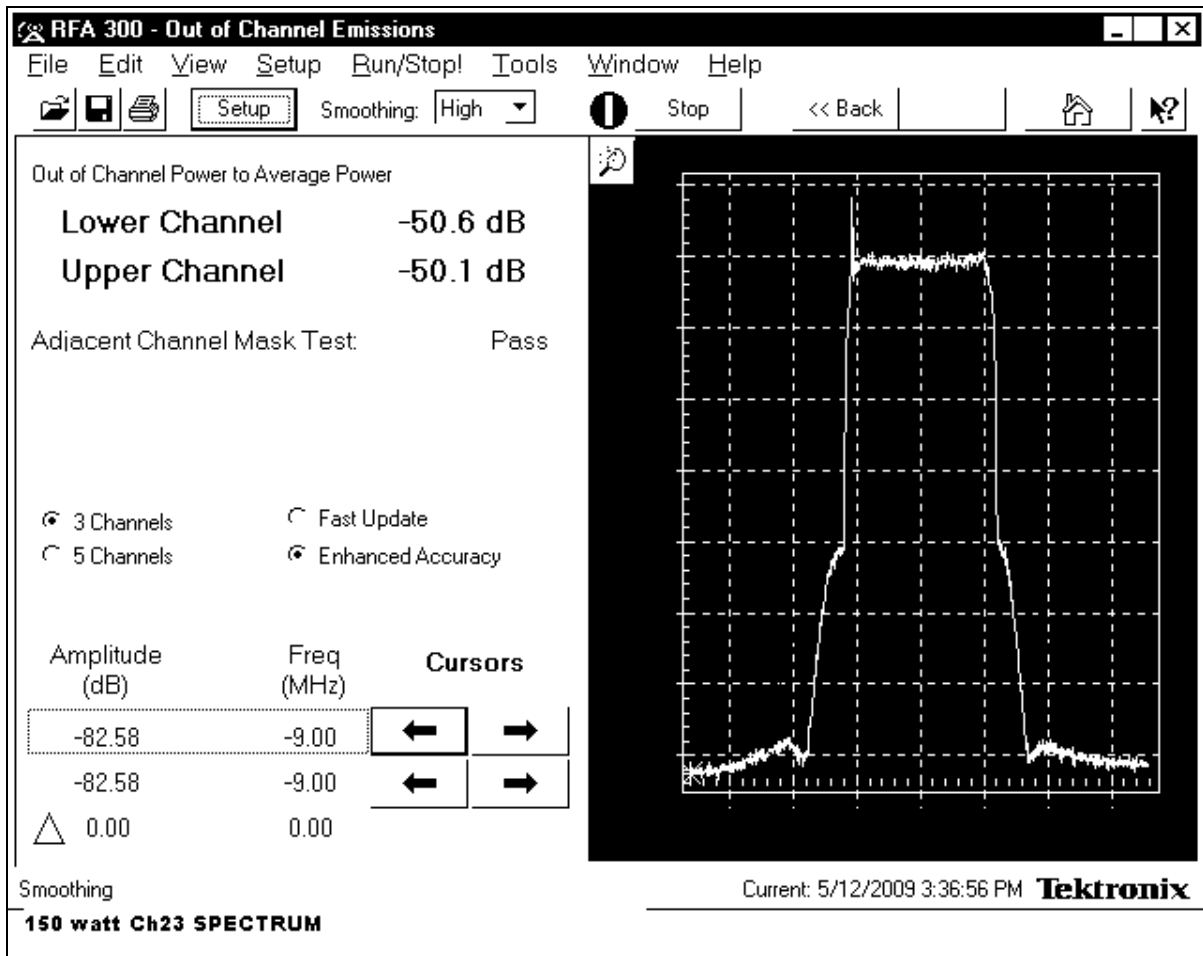 RFA 300 - Out of Channel Emissions
File Edit View Setup Run/Stop! Tools Window Help
Setup Smoothing: High Stop << Back
Out of Channel Power to Average Power
Lower Channel -50.6 dB
Upper Channel -50.1 dB
Adjacent Channel Mask Test: Pass
3 Channels Fast Update
5 Channels Enhanced Accuracy
Amplitude (dB) Freq (MHz) Cursors
-82.58 -9.00
-82.58 -9.00
△ 0.00 0.00
Smoothing Current: 5/12/2009 3:36:56 PM Tektronix
150 watt Ch23 SPECTRUM